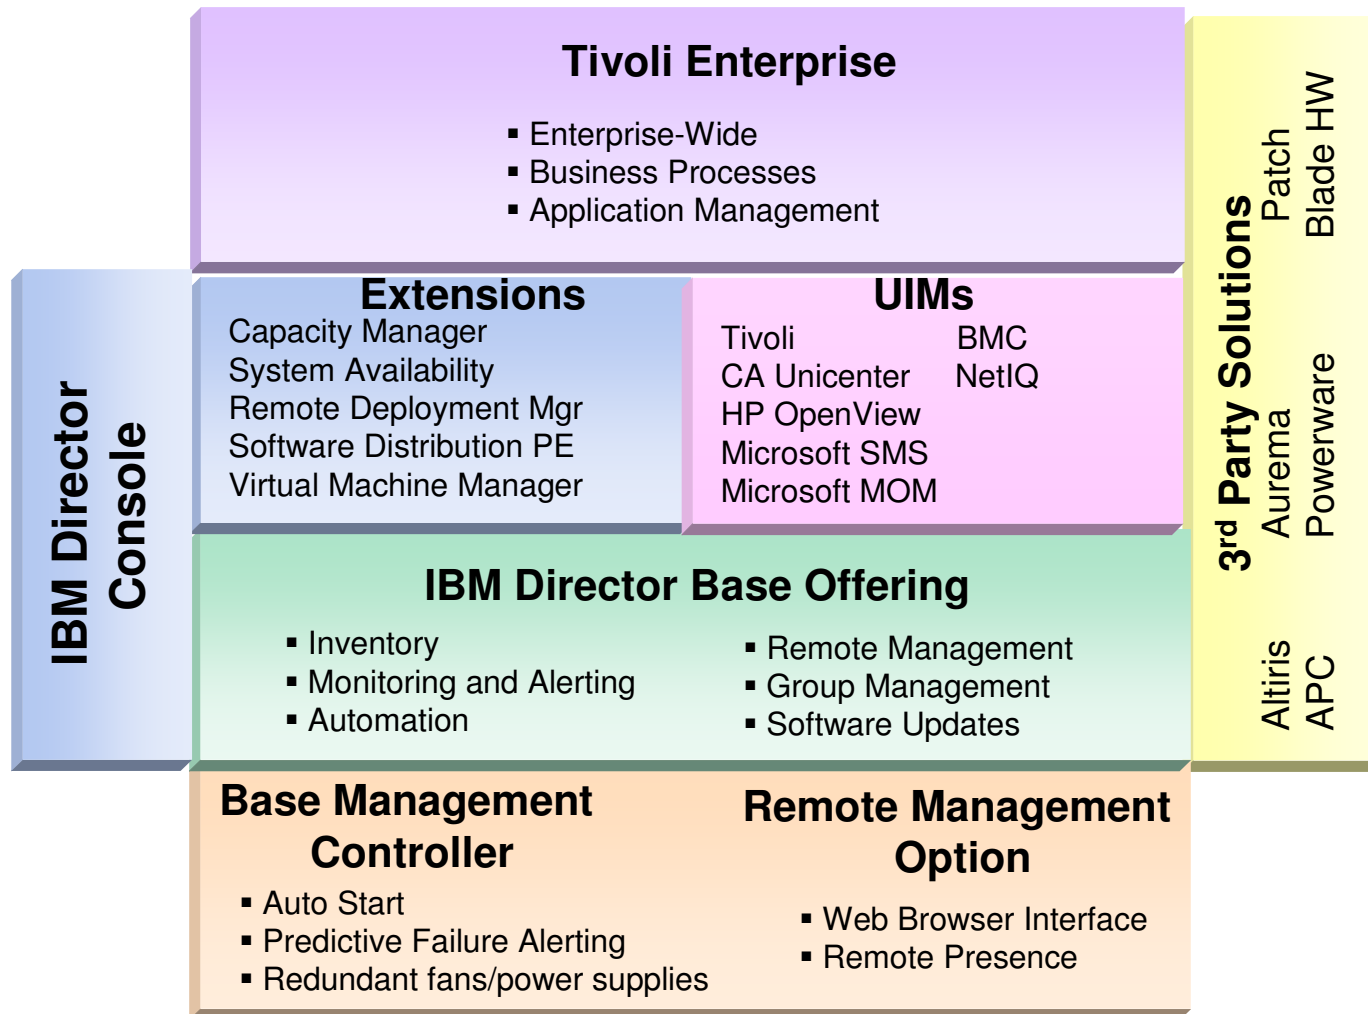 Tivoli Enterprise
▪ Enterprise-Wide
▪ Business Processes
▪ Application Management
IBM Director
Console
Extensions
Capacity Manager
System Availability
Remote Deployment Mgr
Software Distribution PE
Virtual Machine Manager
UIMs
Tivoli
CA Unicenter
HP OpenView
Microsoft SMS
Microsoft MOM
BMC
NetIQ
IBM Director Base Offering
▪ Inventory
▪ Monitoring and Alerting
▪ Automation
▪ Remote Management
▪ Group Management
▪ Software Updates
Base Management
Controller
▪ Auto Start
▪ Predictive Failure Alerting
▪ Redundant fans/power supplies
Remote Management
Option
▪ Web Browser Interface
▪ Remote Presence
3rd Party Solutions
Altiris Aurema Patch
APC Powerware Blade HW